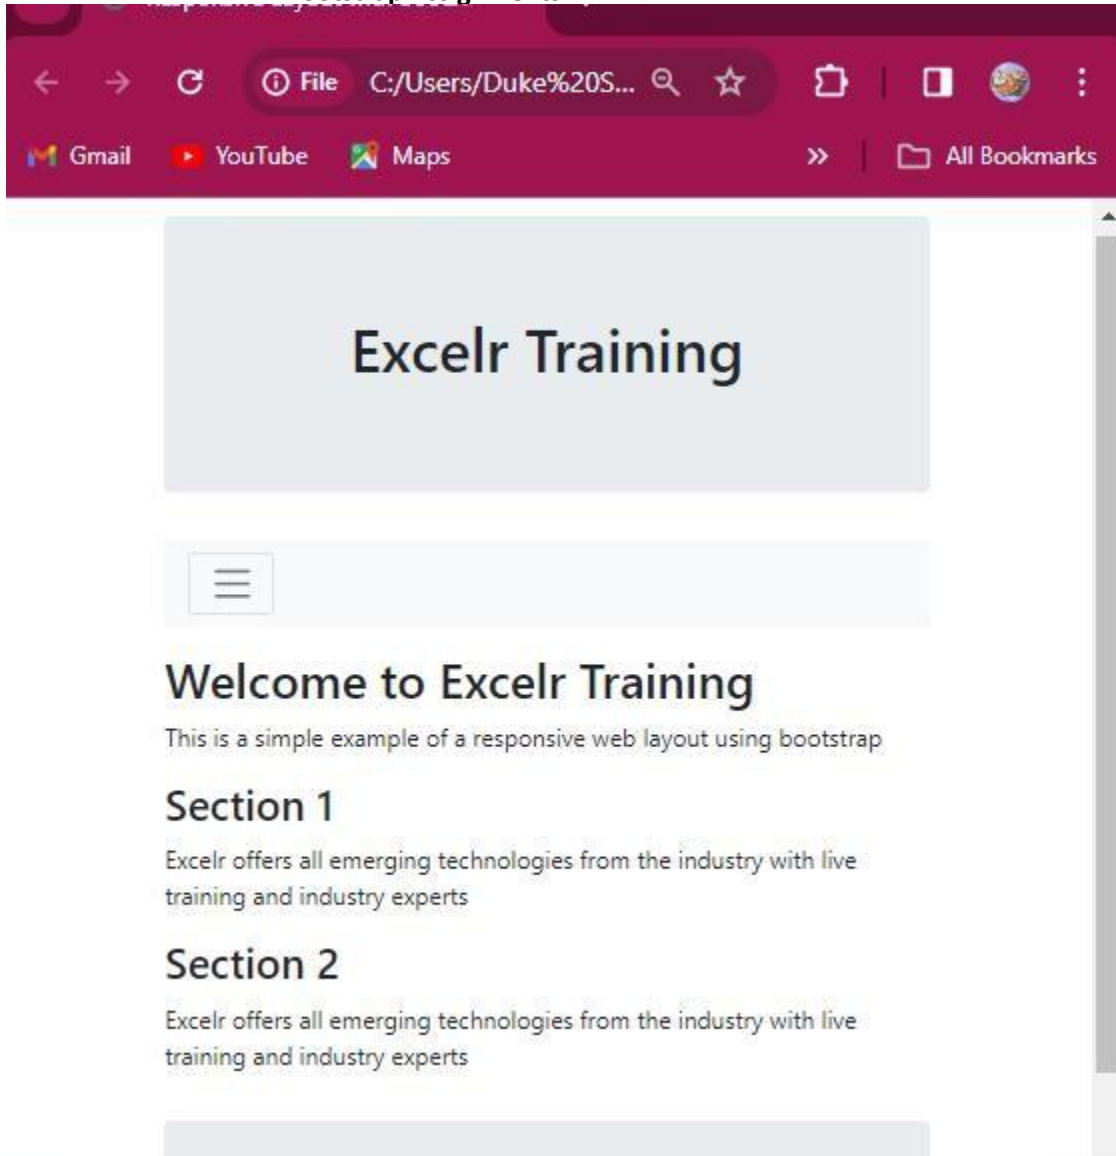 File C:/Users/Duke%20S...
Gmail YouTube Maps » All Bookmarks
Excelr Training
Welcome to Excelr Training
This is a simple example of a responsive web layout using bootstrap
Section 1
Excelr offers all emerging technologies from the industry with live
training and industry experts
Section 2
Excelr offers all emerging technologies from the industry with live
training and industry experts